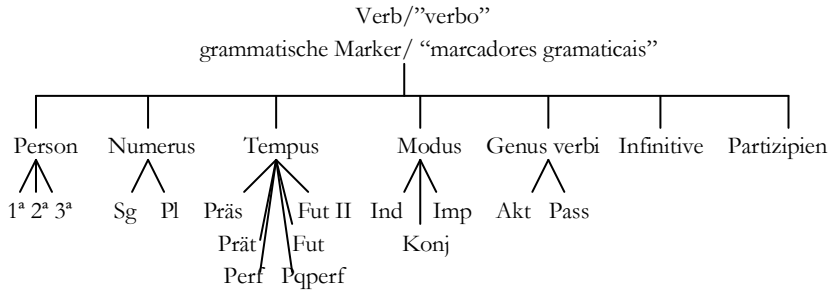 Verb/”verbo”
grammatische Marker/ “marcadores gramaticais”
Person Numerus Tempus Modus Genus verbi Infinitive Partizipien
1ª 2ª 3ª Sg Pl Präs Fut II Ind Imp Akt Pass
Prät Fut Konj
Perf Pqperf